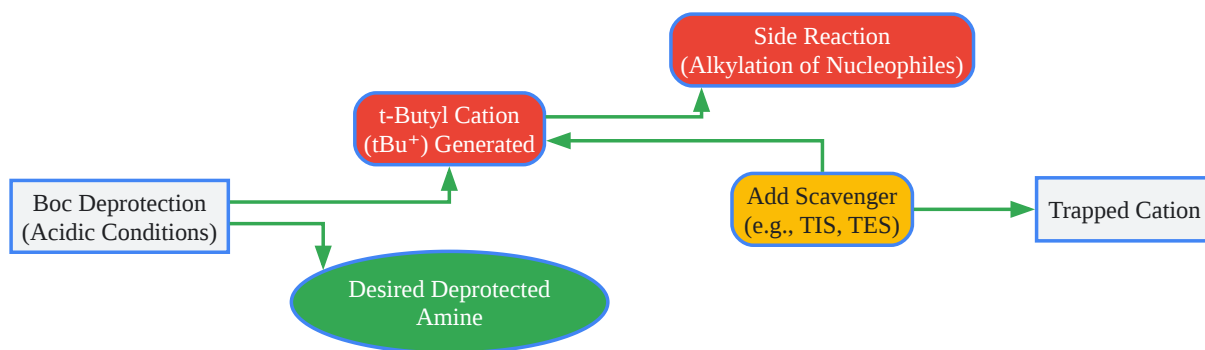 Side Reaction
(Alkylation of Nucleophiles)
t-Butyl Cation
(tBu⁺) Generated
Boc Deprotection
(Acidic Conditions)
Add Scavenger
(e.g., TIS, TES)
Trapped Cation
Desired Deprotected
Amine